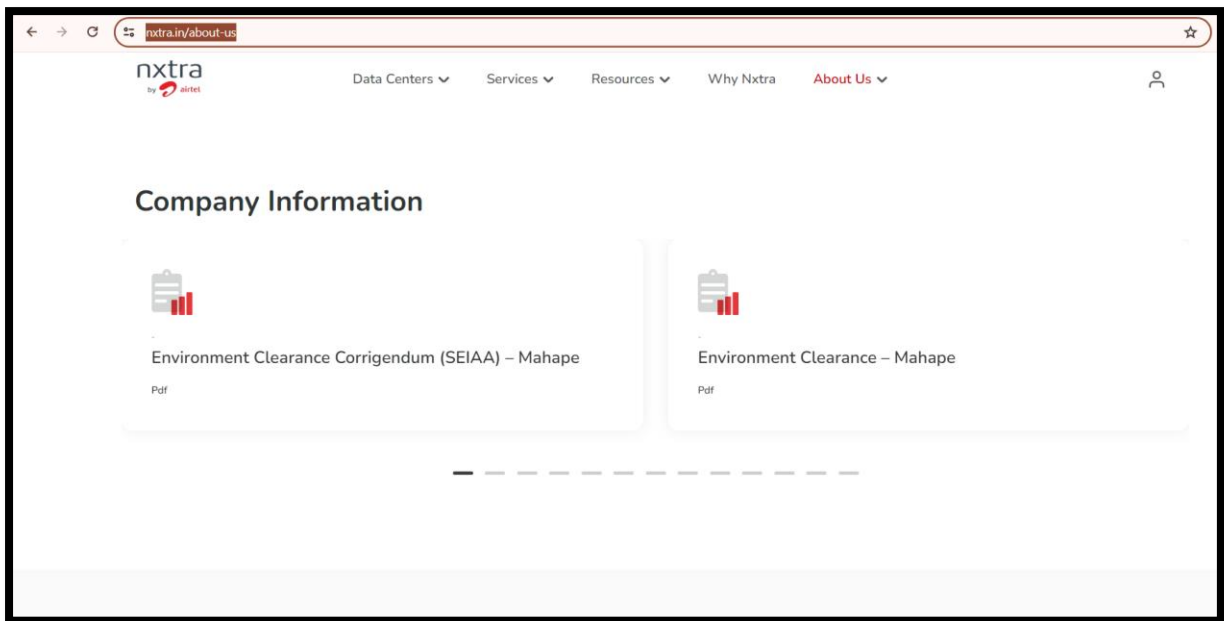 nxtra.in/about-us
nxtra
by airtel
Data Centers
Services
Resources
Why Nxtra
About Us
Company Information
Environment Clearance Corrigendum (SEIAA) – Mahape
Pdf
Environment Clearance – Mahape
Pdf